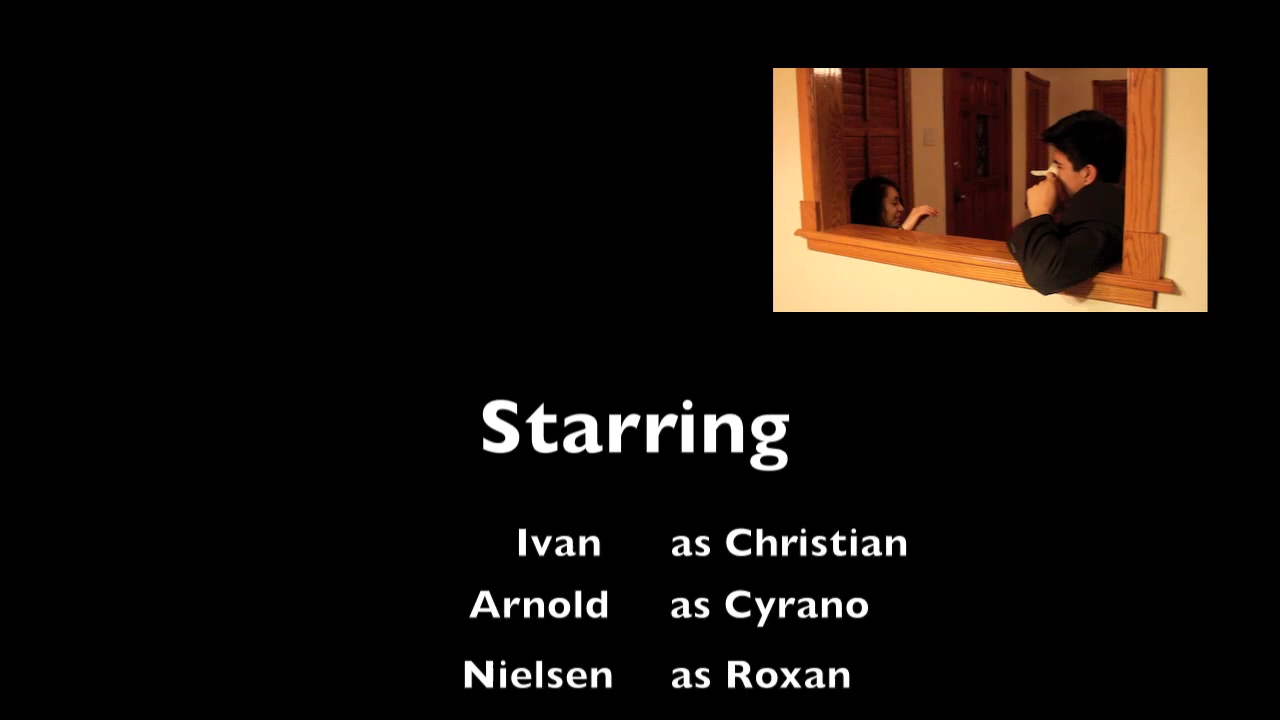 Starring
Ivan as Christian
Arnold as Cyrano
Nielsen as Roxan